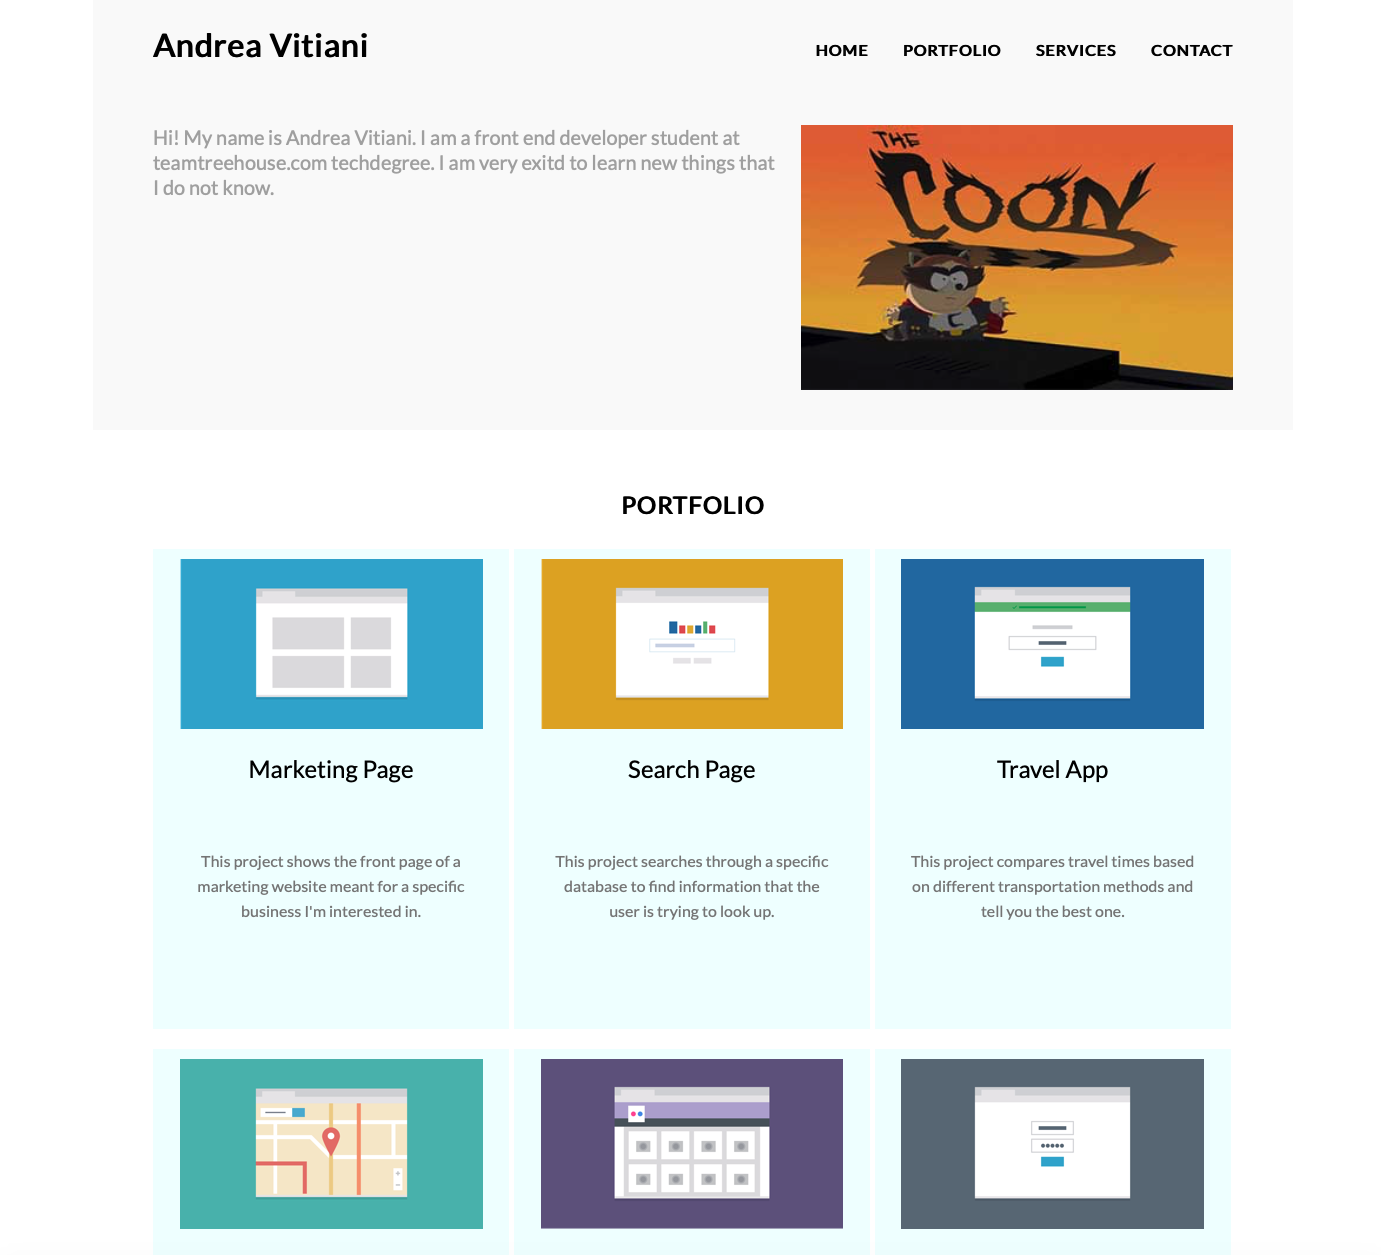 Andrea Vitiani
HOME PORTFOLIO SERVICES CONTACT
Hi! My name is Andrea Vitiani. I am a front end developer student at
teamtreehouse.com techdegree. I am very exitd to learn new things that
I do not know.
THE
COON
PORTFOLIO
Marketing Page
Search Page
Travel App
This project shows the front page of a
marketing website meant for a specific
business I'm interested in.
This project searches through a specific
database to find information that the
user is trying to look up.
This project compares travel times based
on different transportation methods and
tell you the best one.